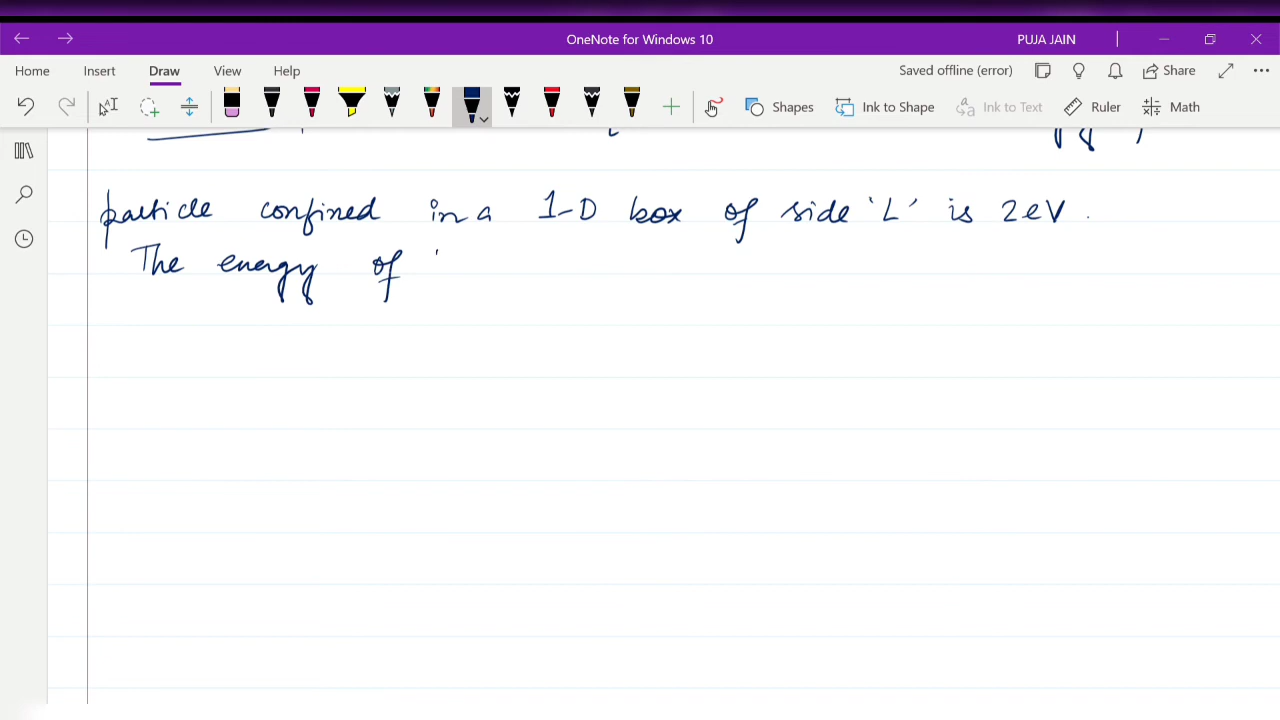 OneNote for Windows 10
PUJA JAIN
Home Insert Draw View Help
Saved offline (error)
Share
Shapes
Ink to Shape
Ink to Text
Ruler
Math
particle confined in a 1-D box of side 'L' is 2eV.
The energy of